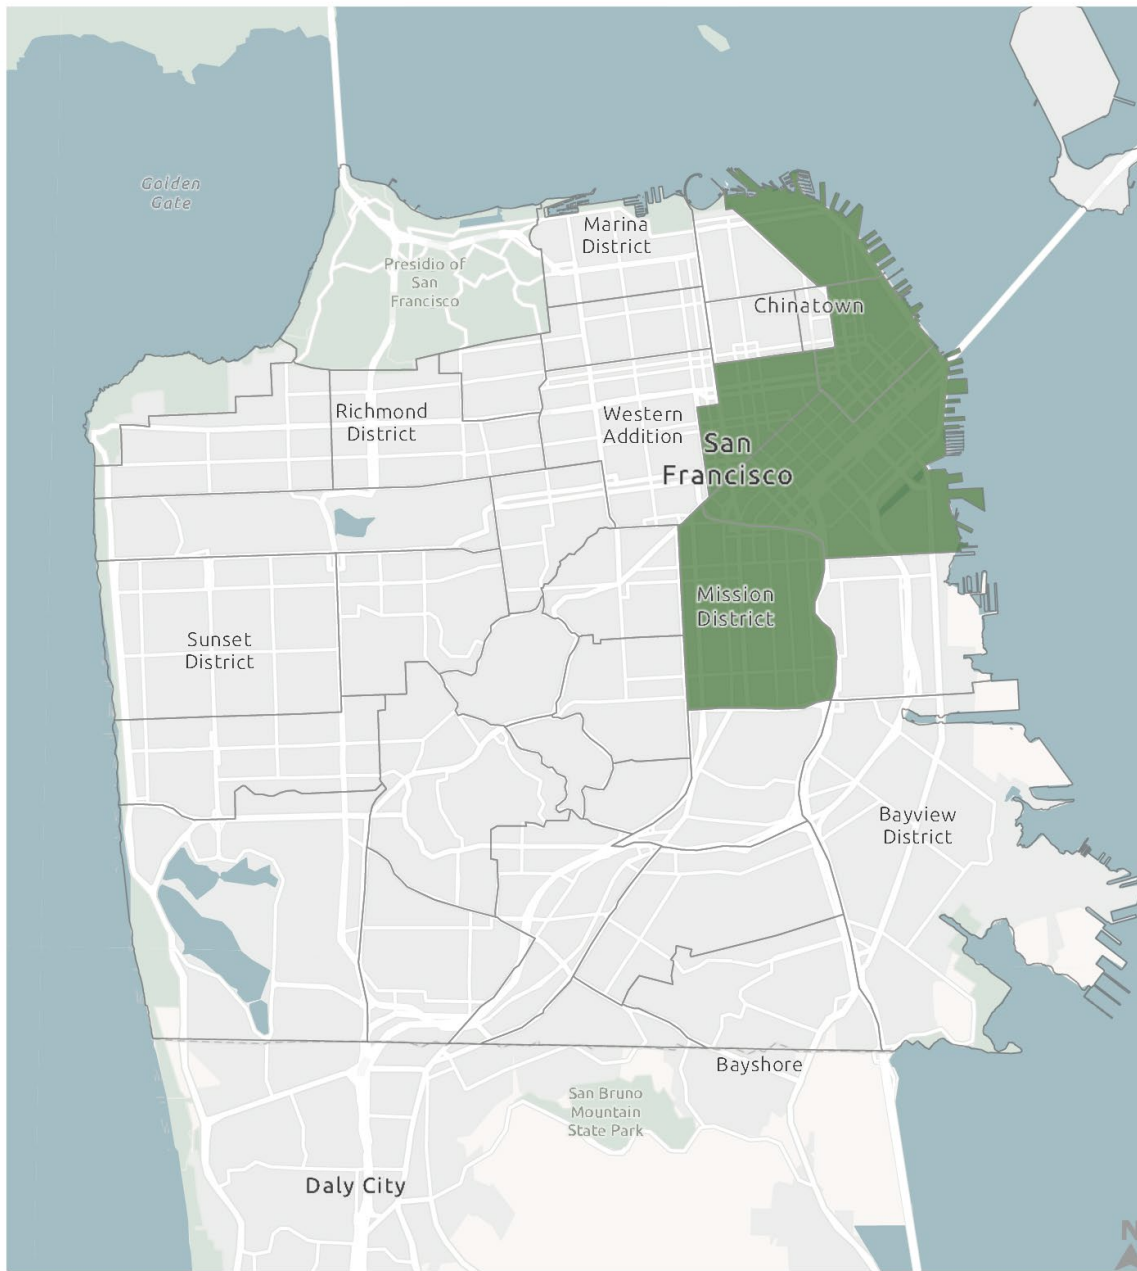 Golden
Gate
Marina
District
Presidio of
San
Francisco
Chinatown
Richmond
District
Western
Addition
San
Francisco
Mission
District
Sunset
District
Bayview
District
Bayshore
San Bruno
Mountain
State Park
Daly City
N